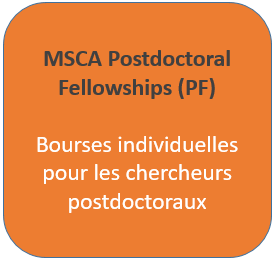 MSCA Postdoctoral
Fellowships (PF)
Bourses individuelles
pour les chercheurs
postdoctoraux